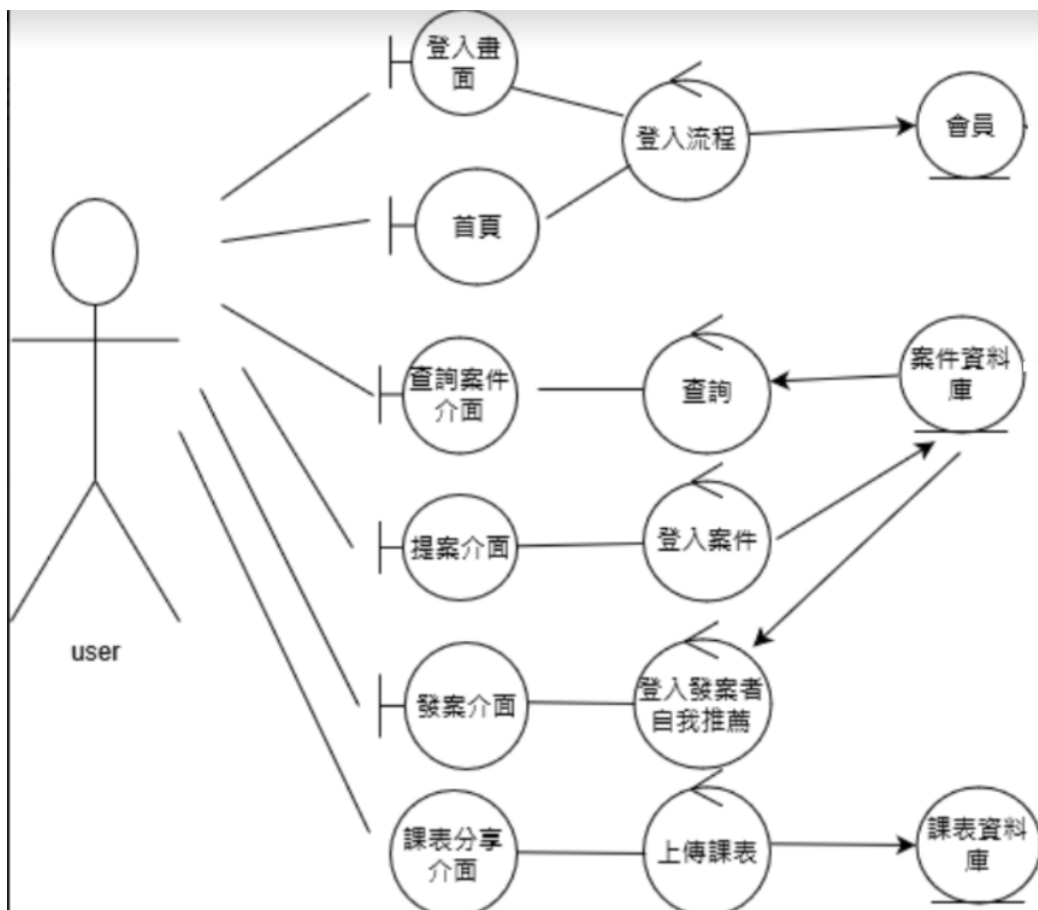 登入畫
面
登入流程
會員
首頁
查詢案件
介面
查詢
案件資料
庫
提案介面
登入案件
user
發案介面
登入發案者
自我推薦
課表分享
介面
上傳課表
課表資料
庫